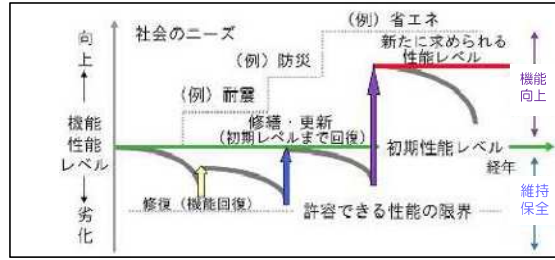 (例) 省エネ
社会のニーズ
新たに求められる
性能レベル
(例) 防災
(例) 耐震
向上
機能
性能
レベル
劣化
修繕・更新
(初期レベルまで回復)
初期性能レベル
経年
修復 (機能回復)
許容できる性能の限界
機能
向上
維持
保全